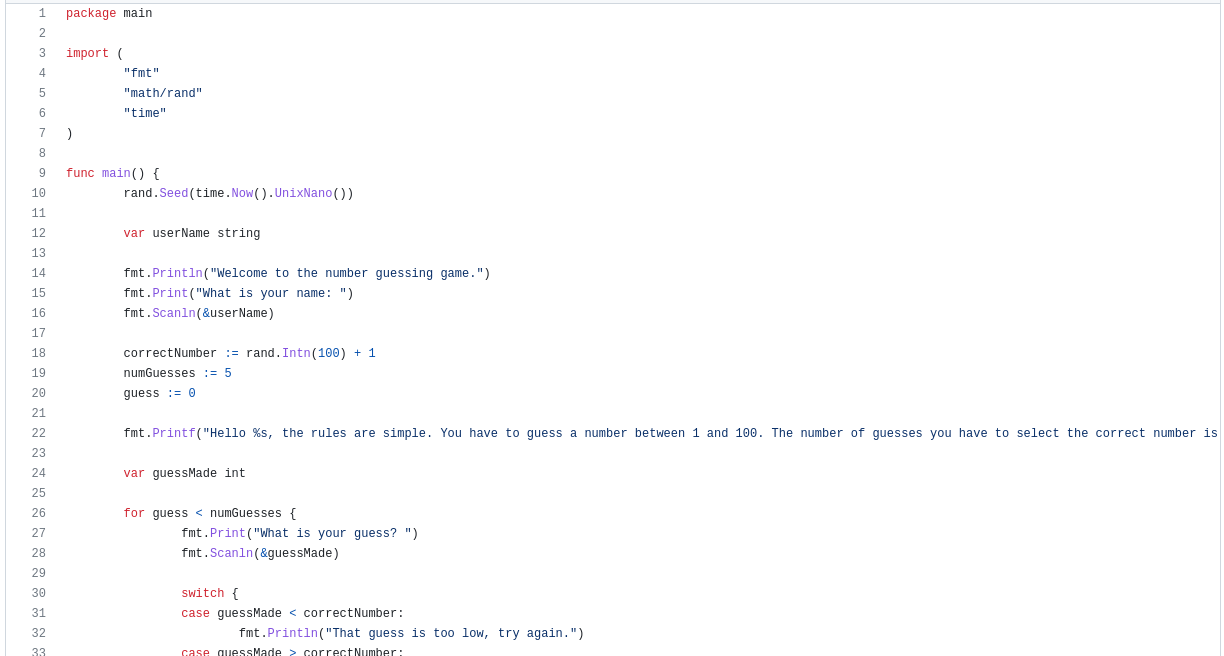 1 package main
2
3 import (
4 "fmt"
5 "math/rand"
6 "time"
7 )
8
9 func main() {
10 rand.Seed(time.Now().UnixNano())
11
12 var userName string
13
14 fmt.Println("Welcome to the number guessing game.")
15 fmt.Print("What is your name: ")
16 fmt.Scanln(&userName)
17
18 correctNumber := rand.Intn(100) + 1
19 numGuesses := 5
20 guess := 0
21
22 fmt.Printf("Hello %s, the rules are simple. You have to guess a number between 1 and 100. The number of guesses you have to select the correct number is
23
24 var guessMade int
25
26 for guess < numGuesses {
27 fmt.Print("What is your guess? ")
28 fmt.Scanln(&guessMade)
29
30 switch {
31 case guessMade < correctNumber:
32 fmt.Println("That guess is too low, try again.")
33 case guessMade > correctNumber: